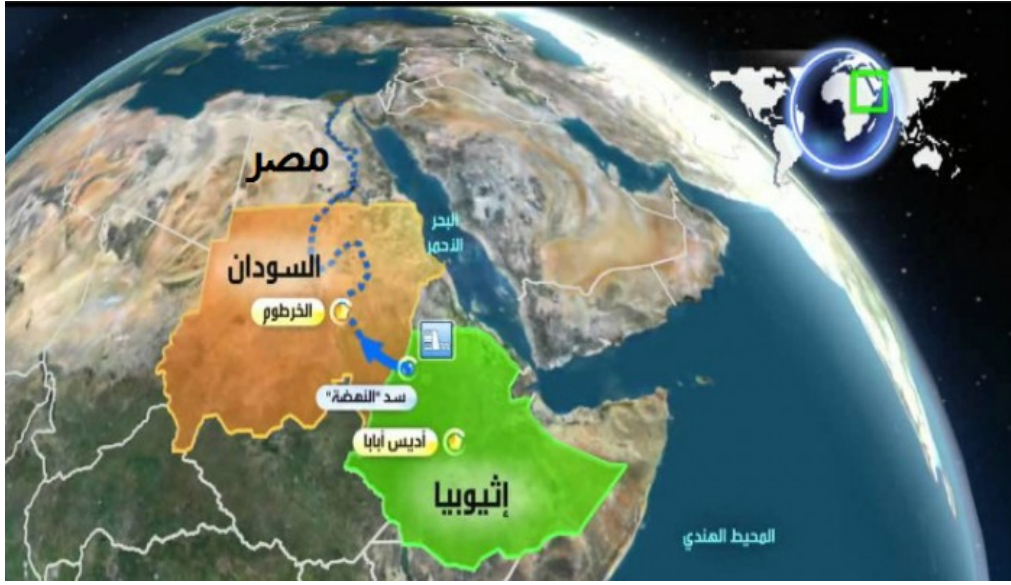 مصر
البحر
الأحمر
السودان
الخرطوم
سد "النهضة"
أديس أبابا
إثيوبيا
المحيط الهندي